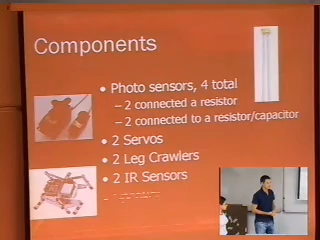 Components
• Photo sensors, 4 total
– 2 connected a resistor
– 2 connected to a resistor/capacitor
• 2 Servos
• 2 Leg Crawlers
• 2 IR Sensors